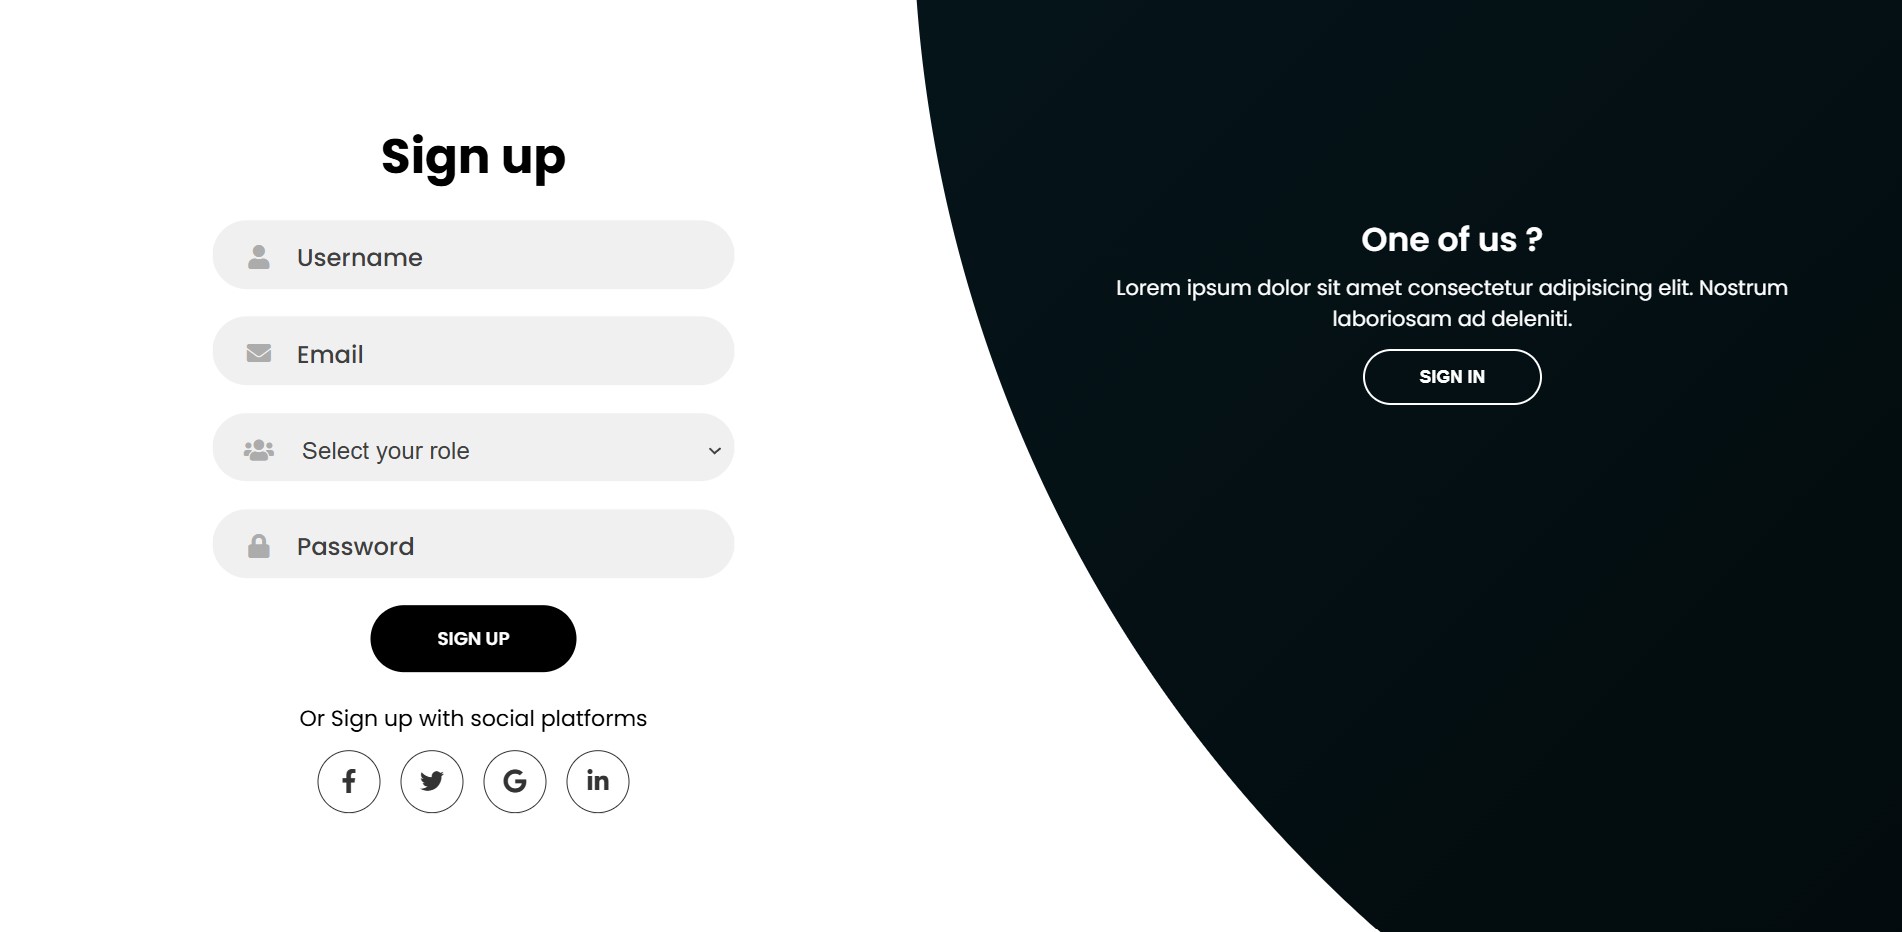 Sign up
Username
Email
Select your role
Password
SIGN UP
Or Sign up with social platforms
One of us ?
Lorem ipsum dolor sit amet consectetur adipisicing elit. Nostrum
laboriosam ad deleniti.
SIGN IN